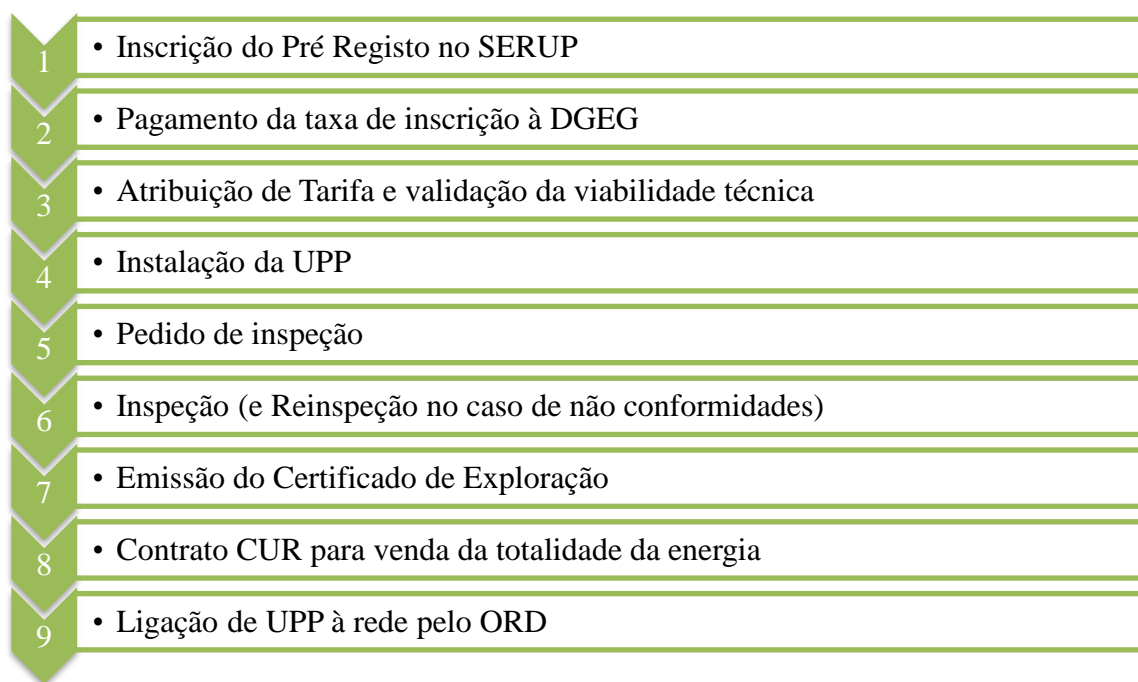 1 • Inscrição do Pré Registo no SERUP
2 • Pagamento da taxa de inscrição à DGEG
3 • Atribuição de Tarifa e validação da viabilidade técnica
4 • Instalação da UPP
5 • Pedido de inspeção
6 • Inspeção (e Reinspeção no caso de não conformidades)
7 • Emissão do Certificado de Exploração
8 • Contrato CUR para venda da totalidade da energia
9 • Ligação de UPP à rede pelo ORD